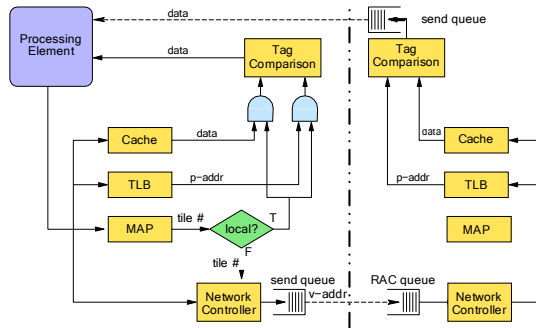 data
send queue
Processing
Element
data
Tag
Comparison
Tag
Comparison
Cache
data
data
Cache
TLB
p-addr
p-addr
TLB
MAP
tile #
local?
T
MAP
F
tile #
send queue
v-addr
RAC queue
Network
Controller
Network
Controller